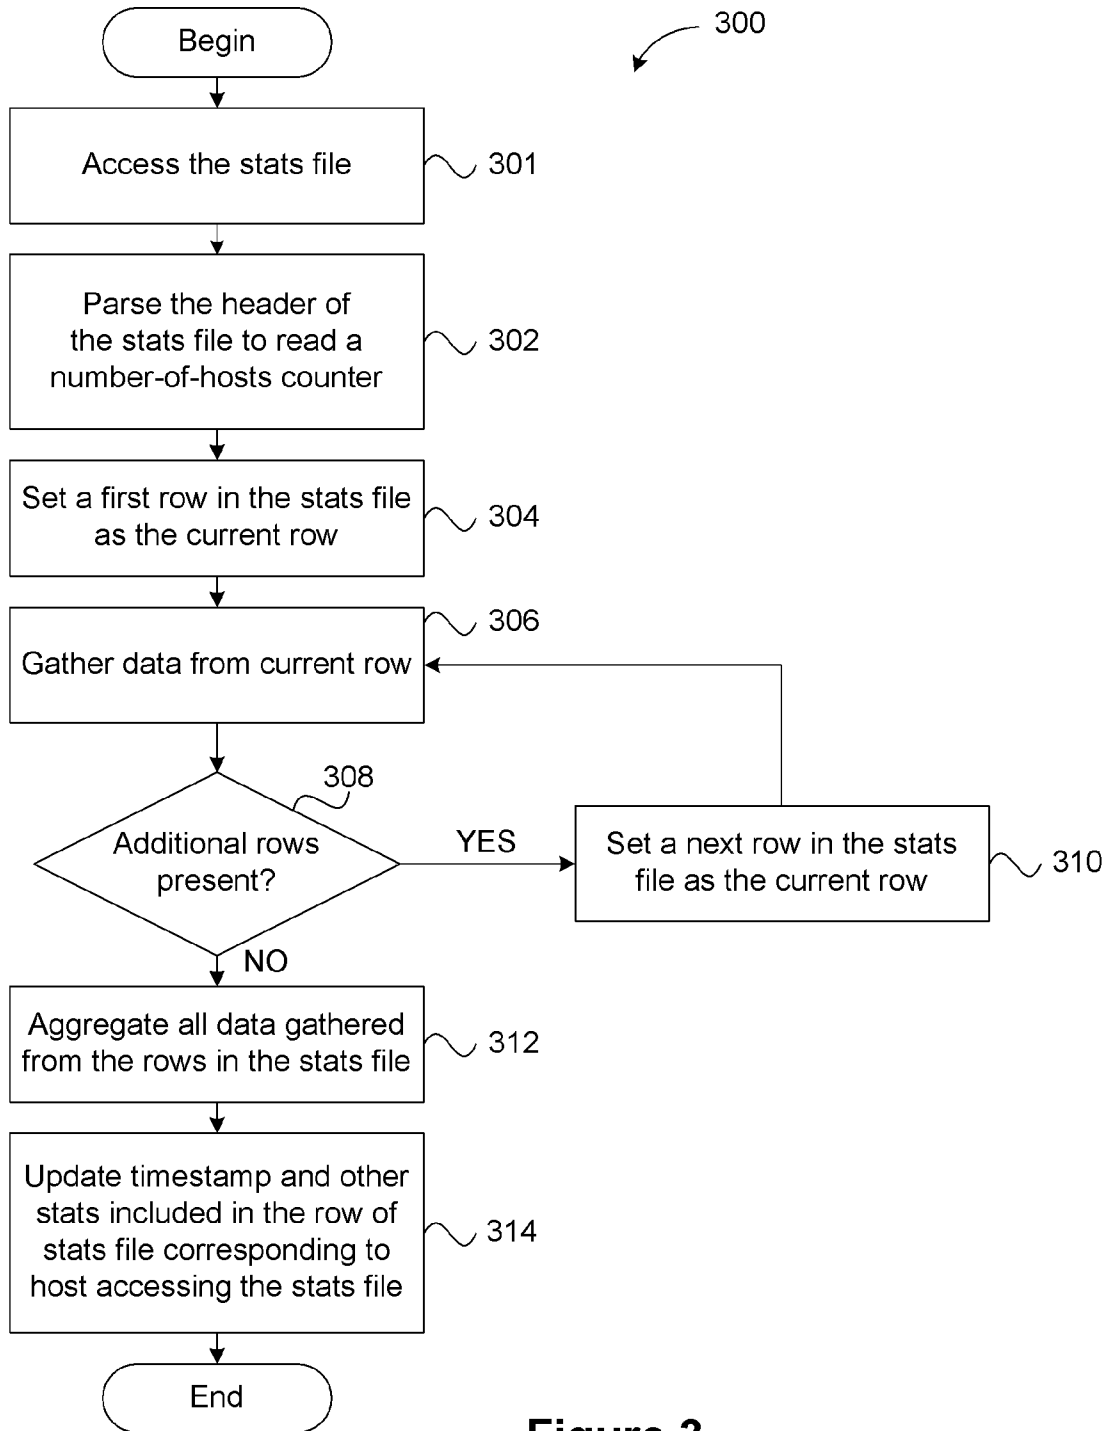 Begin
300
Access the stats file
301
Parse the header of
the stats file to read a
number-of-hosts counter
302
Set a first row in the stats file
as the current row
304
306
Gather data from current row
308
Additional rows
present?
YES
Set a next row in the stats
file as the current row
310
NO
Aggregate all data gathered
from the rows in the stats file
312
Update timestamp and other
stats included in the row of
stats file corresponding to
host accessing the stats file
314
End
Figure 3